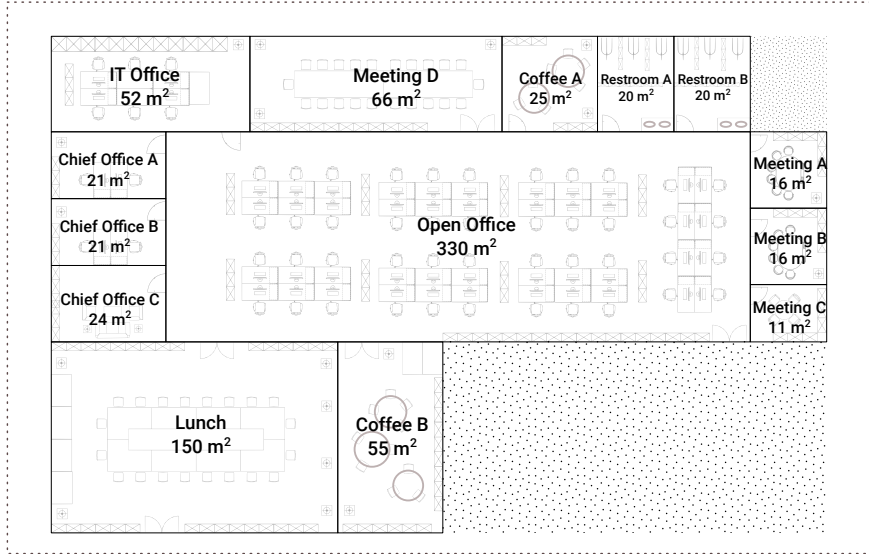 IT Office
52 m²
Meeting D
66 m²
Coffee A
25 m²
Restroom A
20 m²
Restroom B
20 m²
Chief Office A
21 m²
Meeting A
16 m²
Chief Office B
21 m²
Open Office
330 m²
Meeting B
16 m²
Chief Office C
24 m²
Meeting C
11 m²
Lunch
150 m²
Coffee B
55 m²